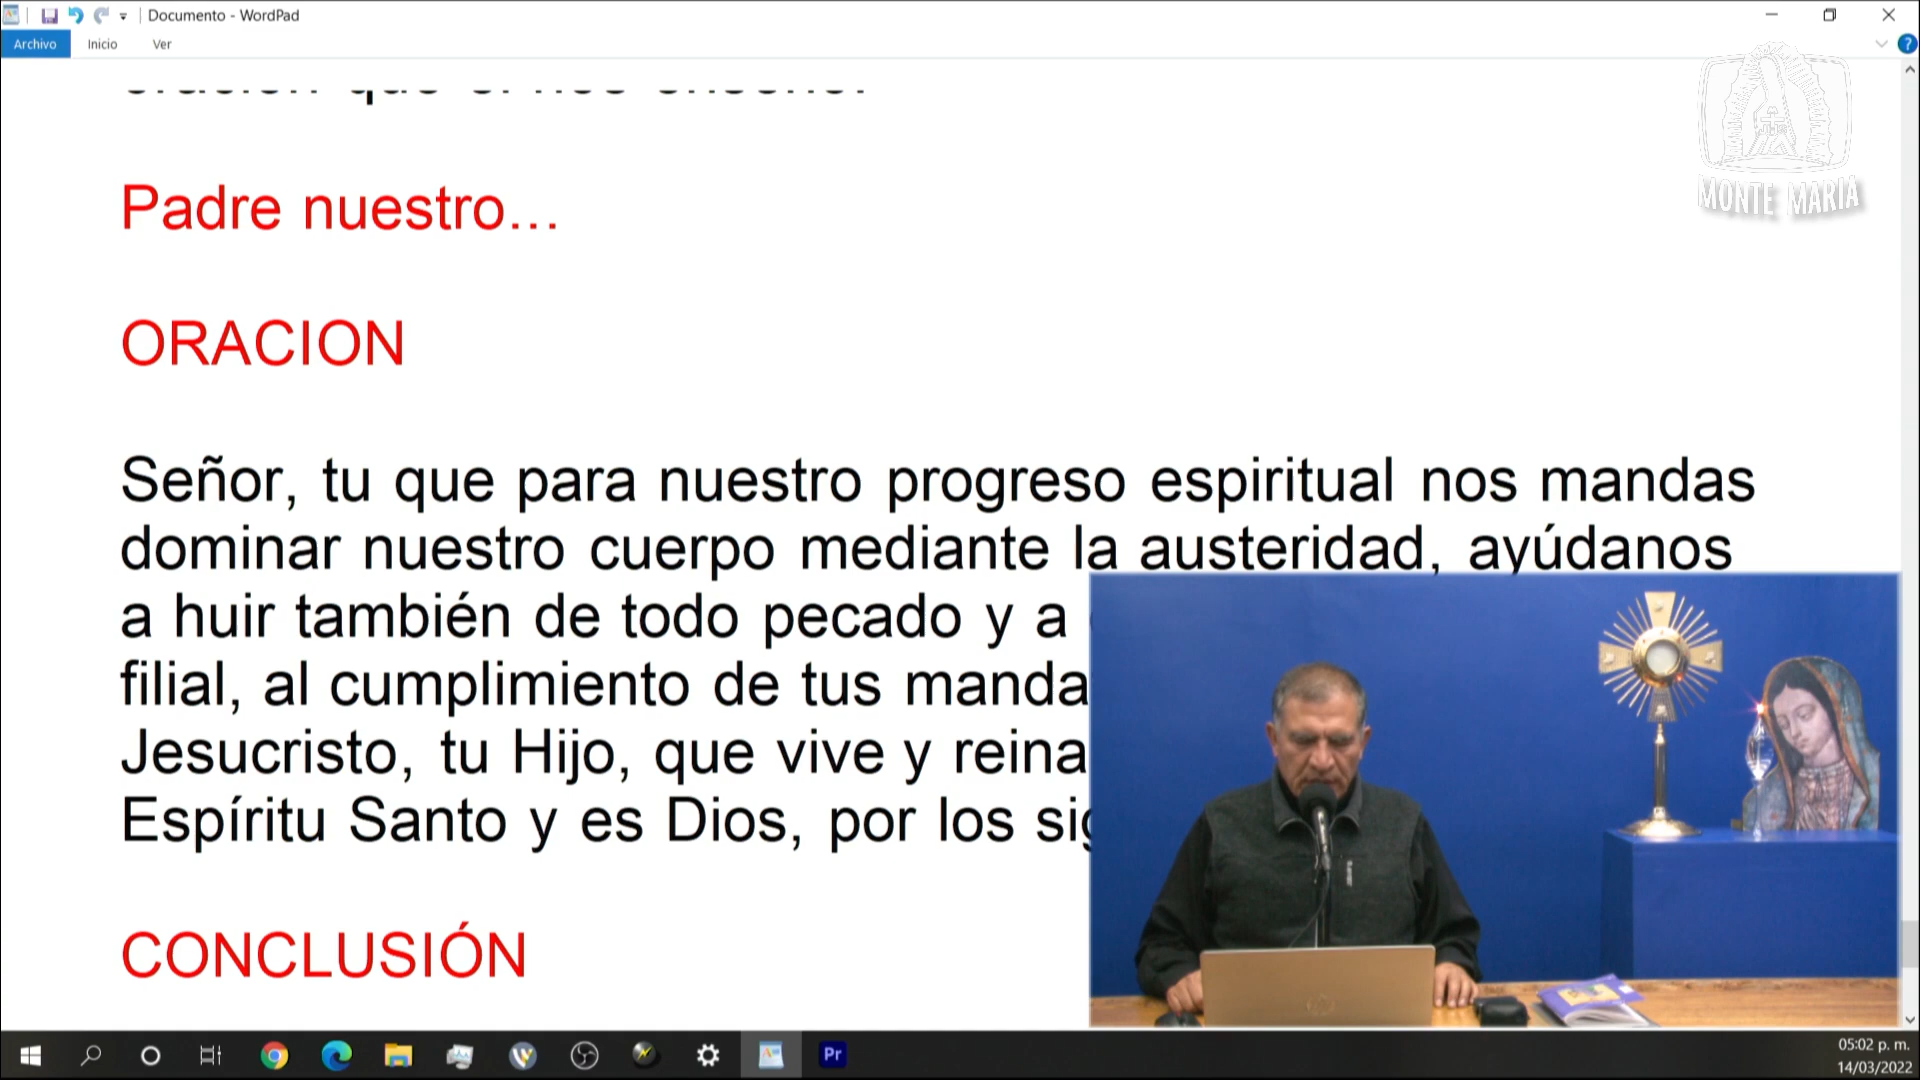 Documento - WordPad
Archivo Inicio Ver
MONTE MARIA
Padre nuestro...
ORACION
Señor, tu que para nuestro progreso espiritual nos mandas
dominar nuestro cuerpo mediante la austeridad, ayúdanos
a huir también de todo pecado y a
filial, al cumplimiento de tus manda
Jesucristo, tu Hijo, que vive y reina
Espíritu Santo y es Dios, por los sig
CONCLUSIÓN
Pr
05:02 p. m.
14/03/2022